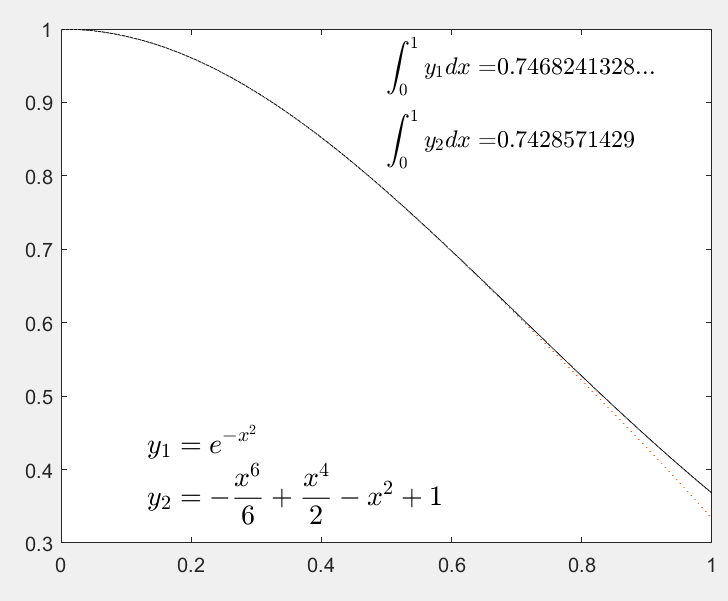 1
∫₀¹ y₁dx =0.7468241328...
0.9
∫₀¹ y₂dx =0.7428571429
0.8
0.7
0.6
0.5
y₁ = e^{-x²}
0.4
y₂ = -x⁶/6 + x⁴/2 - x² + 1
0.3
0 0.2 0.4 0.6 0.8 1